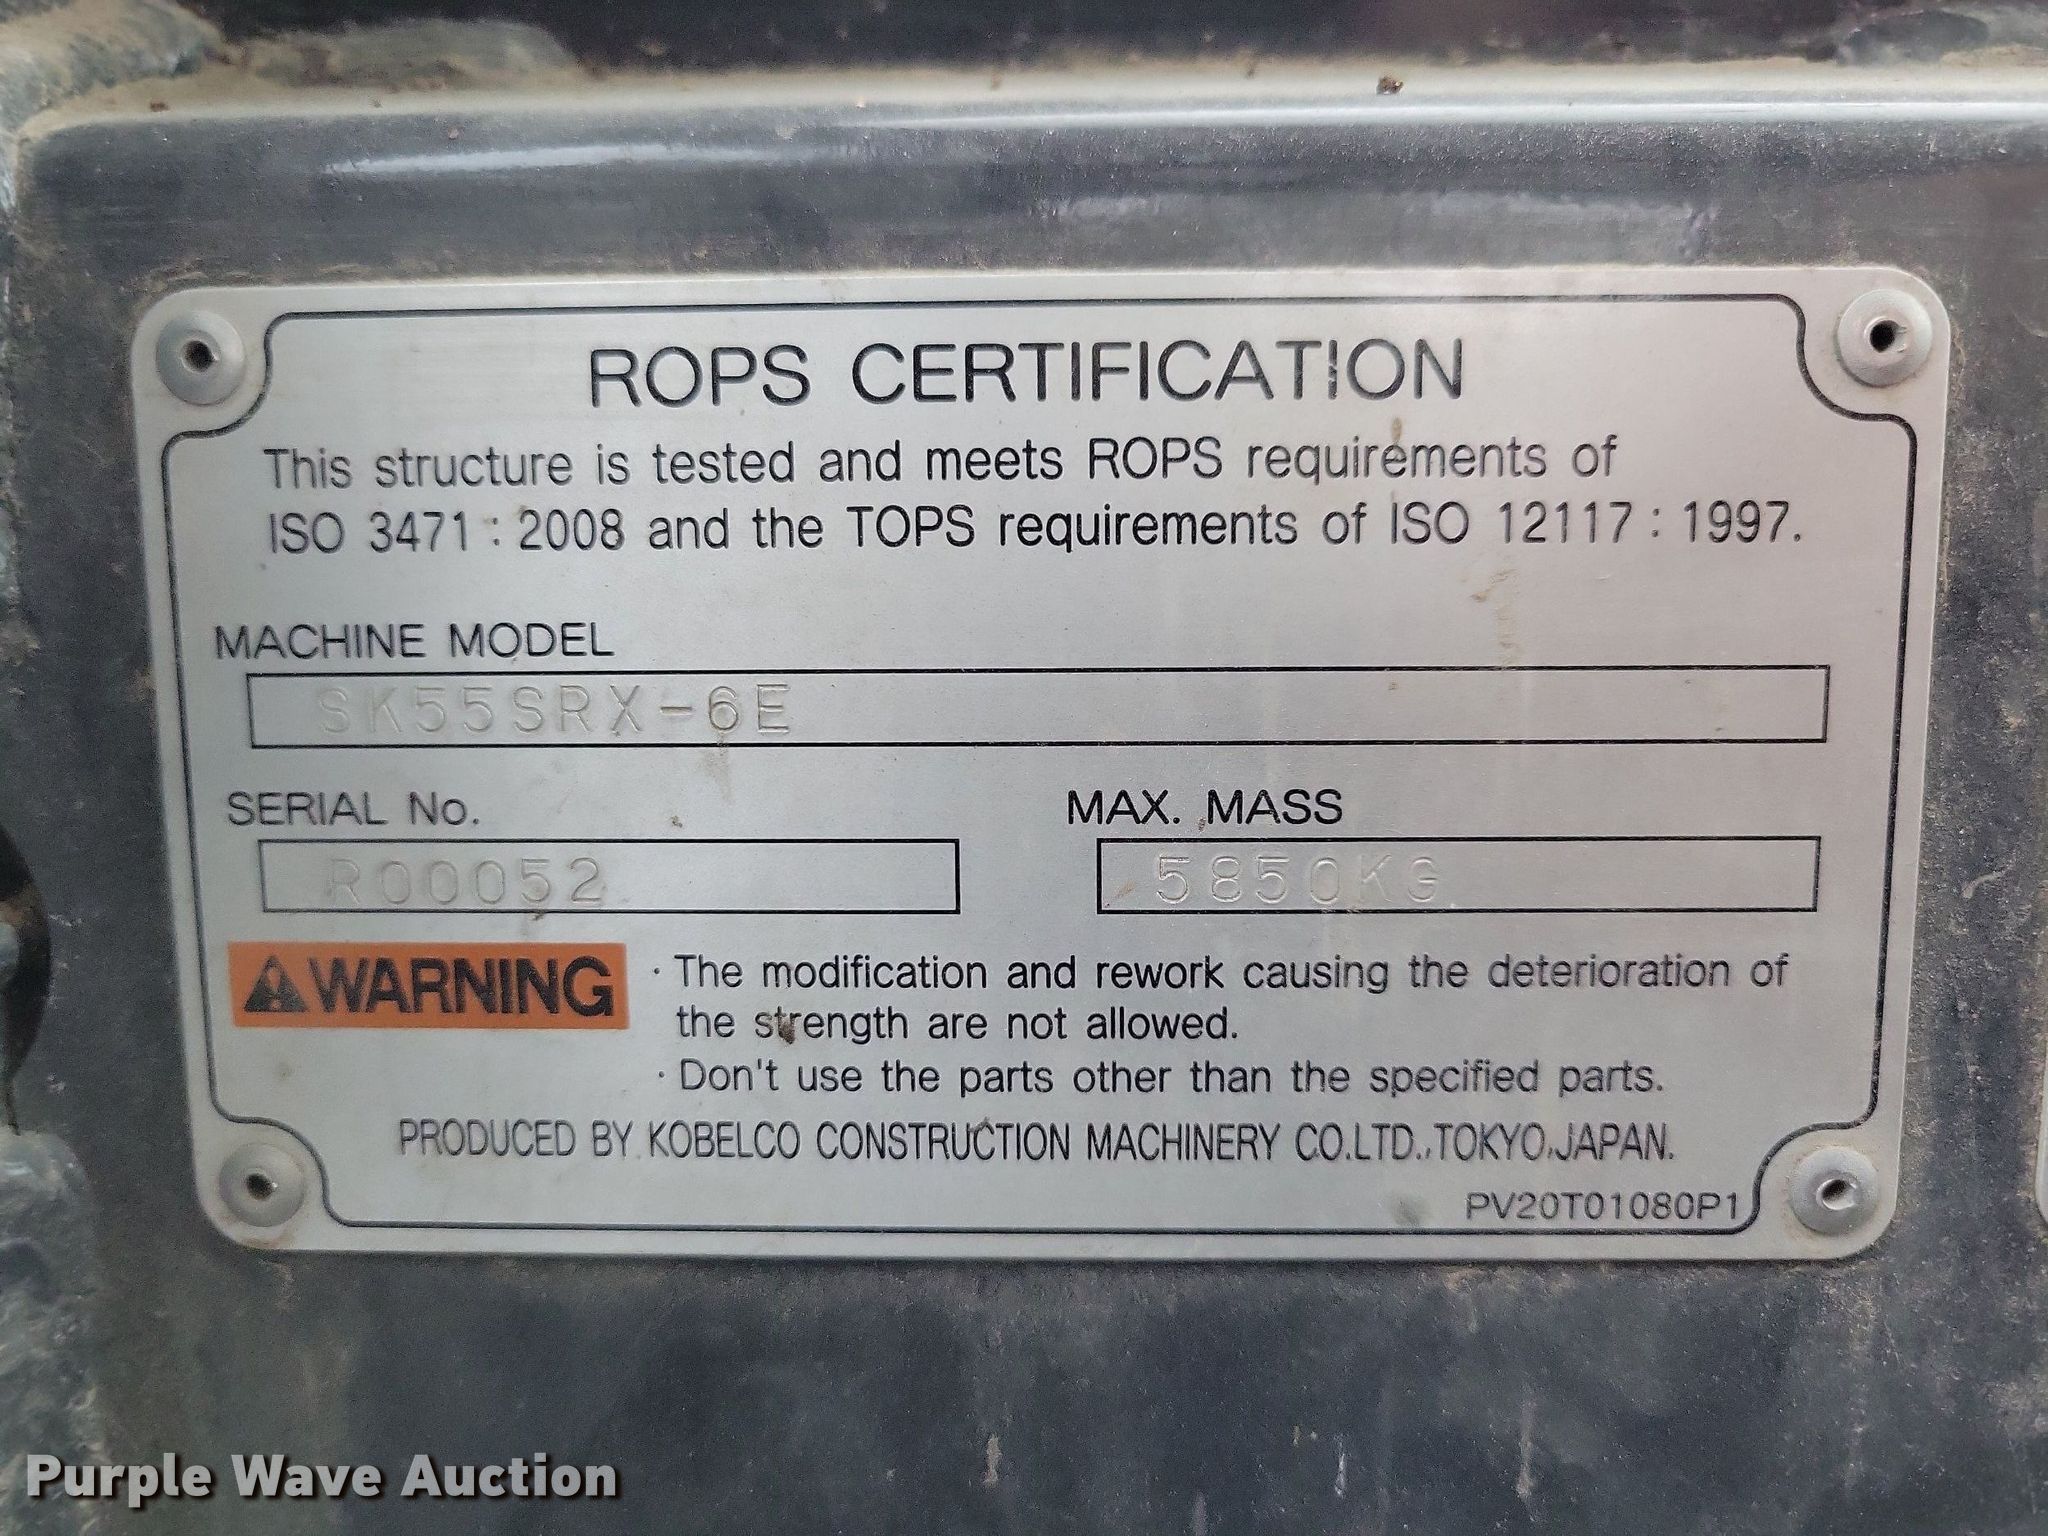 ROPS CERTIFICATION
This structure is tested and meets ROPS requirements of
ISO 3471 : 2008 and the TOPS requirements of ISO 12117 : 1997.
MACHINE MODEL
SK55SRX-6E
SERIAL No.
R00052
MAX. MASS
5850KG
WARNING
· The modification and rework causing the deterioration of
the strength are not allowed.
· Don't use the parts other than the specified parts.
PRODUCED BY KOBELCO CONSTRUCTION MACHINERY CO.LTD.,TOKYO,JAPAN.
PV20T01080P1
Purple Wave Auction